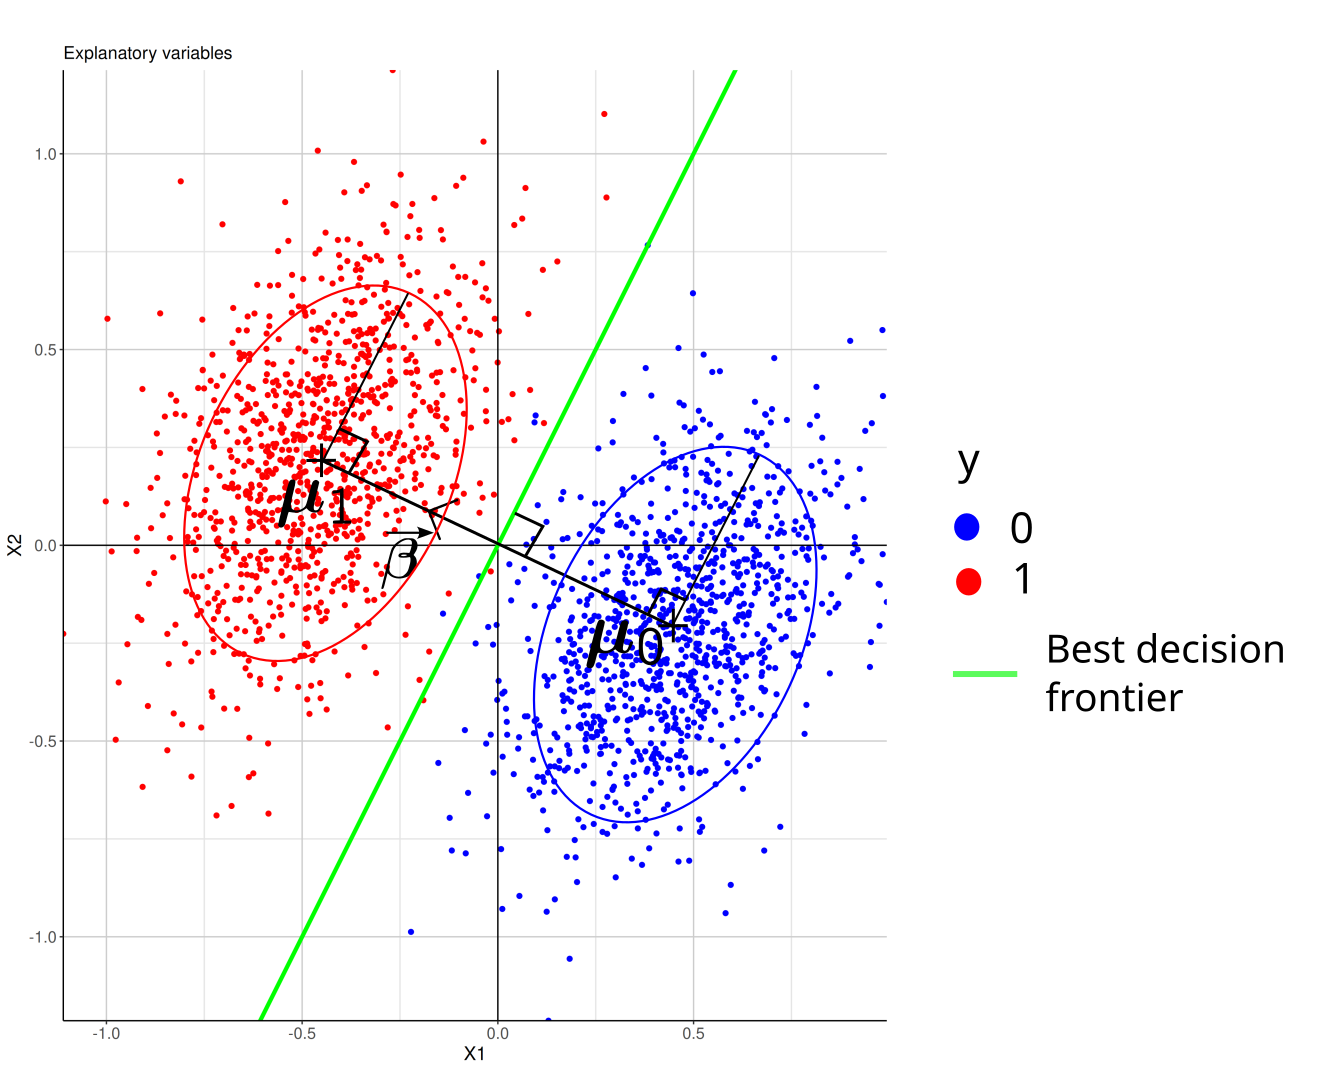 Explanatory variables
1.0
0.5
0.0
-0.5
-1.0
X2
-1.0
-0.5
0.0
0.5
X1
μ1
β
μ0
y
0
1
Best decision
frontier